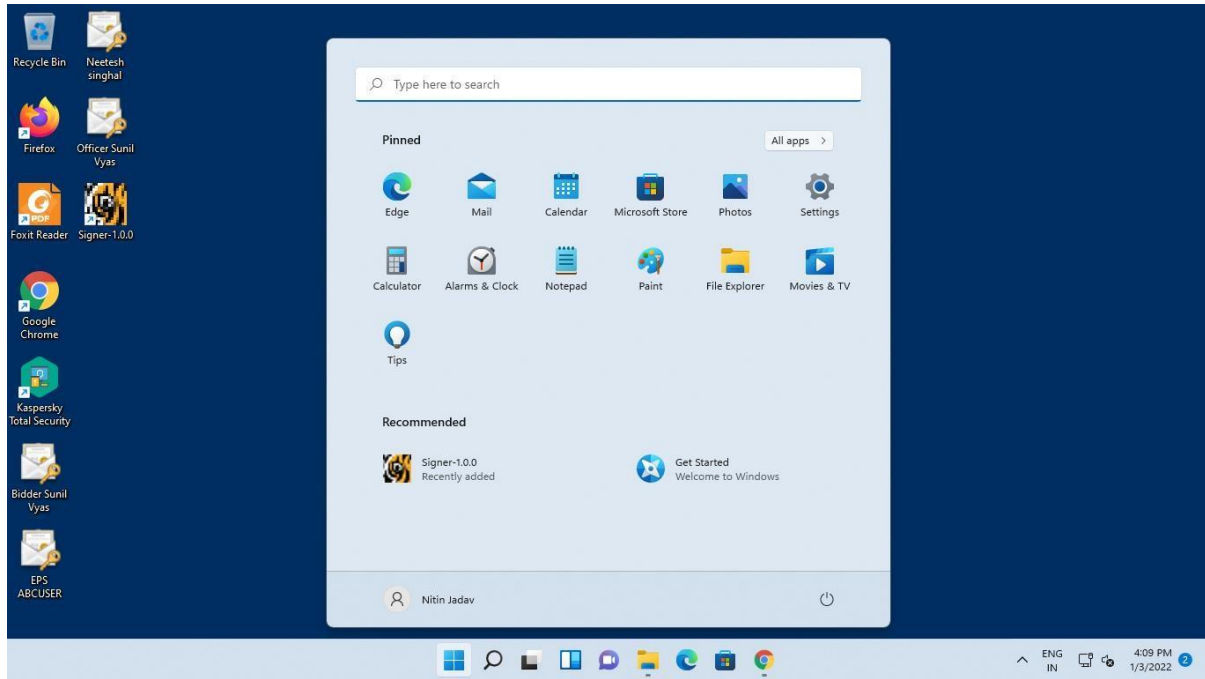 Recycle Bin
Neetesh
singhal
Firefox
Officer Sunil
Vyas
PDF
Foxit Reader
Signer-1.0.0
Google
Chrome
Kaspersky
Total Security
Bidder Sunil
Vyas
EPS
ABCUSER
Type here to search
Pinned
All apps >
Edge
Mail
Calendar
Microsoft Store
Photos
Settings
Calculator
Alarms & Clock
Notepad
Paint
File Explorer
Movies & TV
Tips
Recommended
Signer-1.0.0
Recently added
Get Started
Welcome to Windows
Nitin Jadav
ENG
IN
4:09 PM
1/3/2022
2